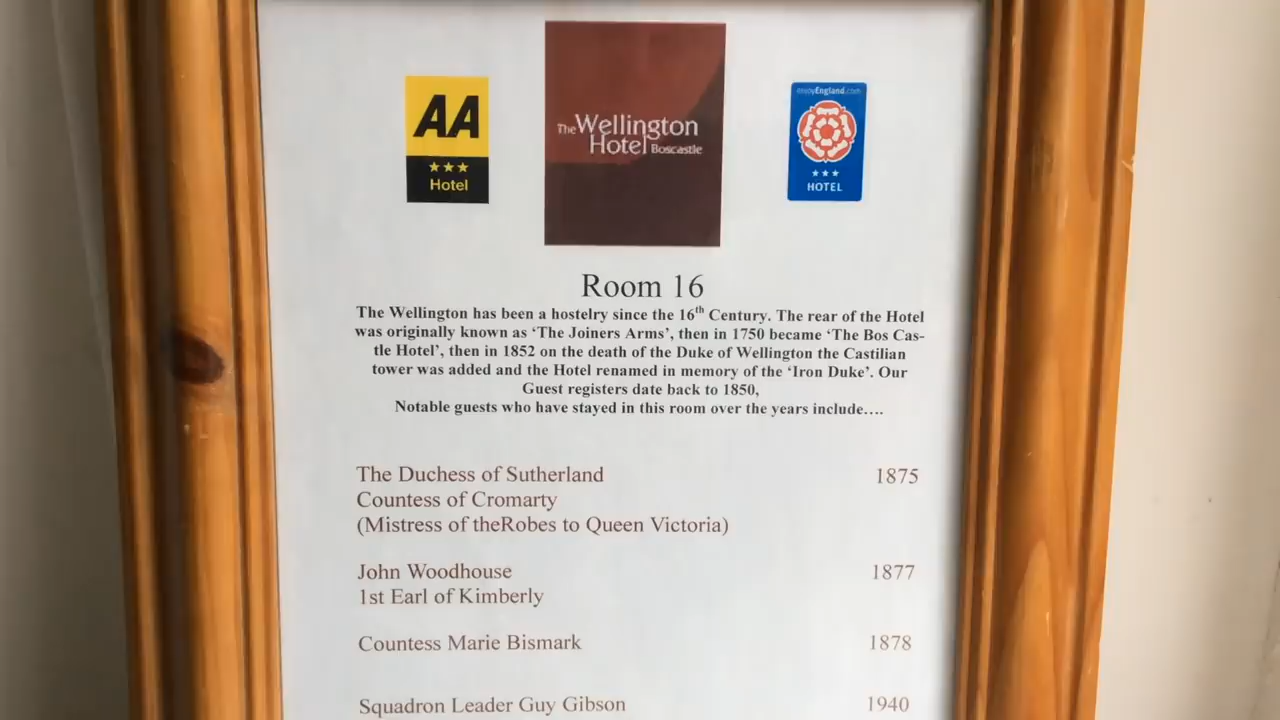 AA
★★★
Hotel
The Wellington
Hotel Boscastle
enjoyEngland.com
★★★
HOTEL
Room 16
The Wellington has been a hostelry since the 16th Century. The rear of the Hotel
was originally known as ‘The Joiners Arms’, then in 1750 became ‘The Bos Cas-
tle Hotel’, then in 1852 on the death of the Duke of Wellington the Castilian
tower was added and the Hotel renamed in memory of the ‘Iron Duke’. Our
Guest registers date back to 1850,
Notable guests who have stayed in this room over the years include….
The Duchess of Sutherland 1875
Countess of Cromarty
(Mistress of theRobes to Queen Victoria)
John Woodhouse 1877
1st Earl of Kimberly
Countess Marie Bismark 1878
Squadron Leader Guy Gibson 1940